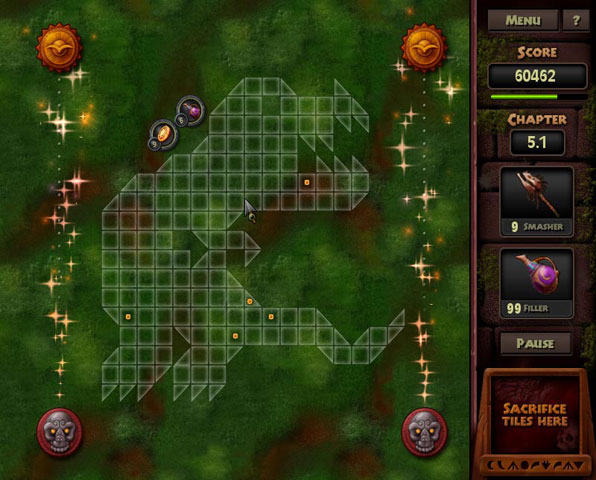 MENU
?
SCORE
60462
CHAPTER
5.1
9 SMASHER
99 FILLER
PAUSE
SACRIFICE
TILES HERE